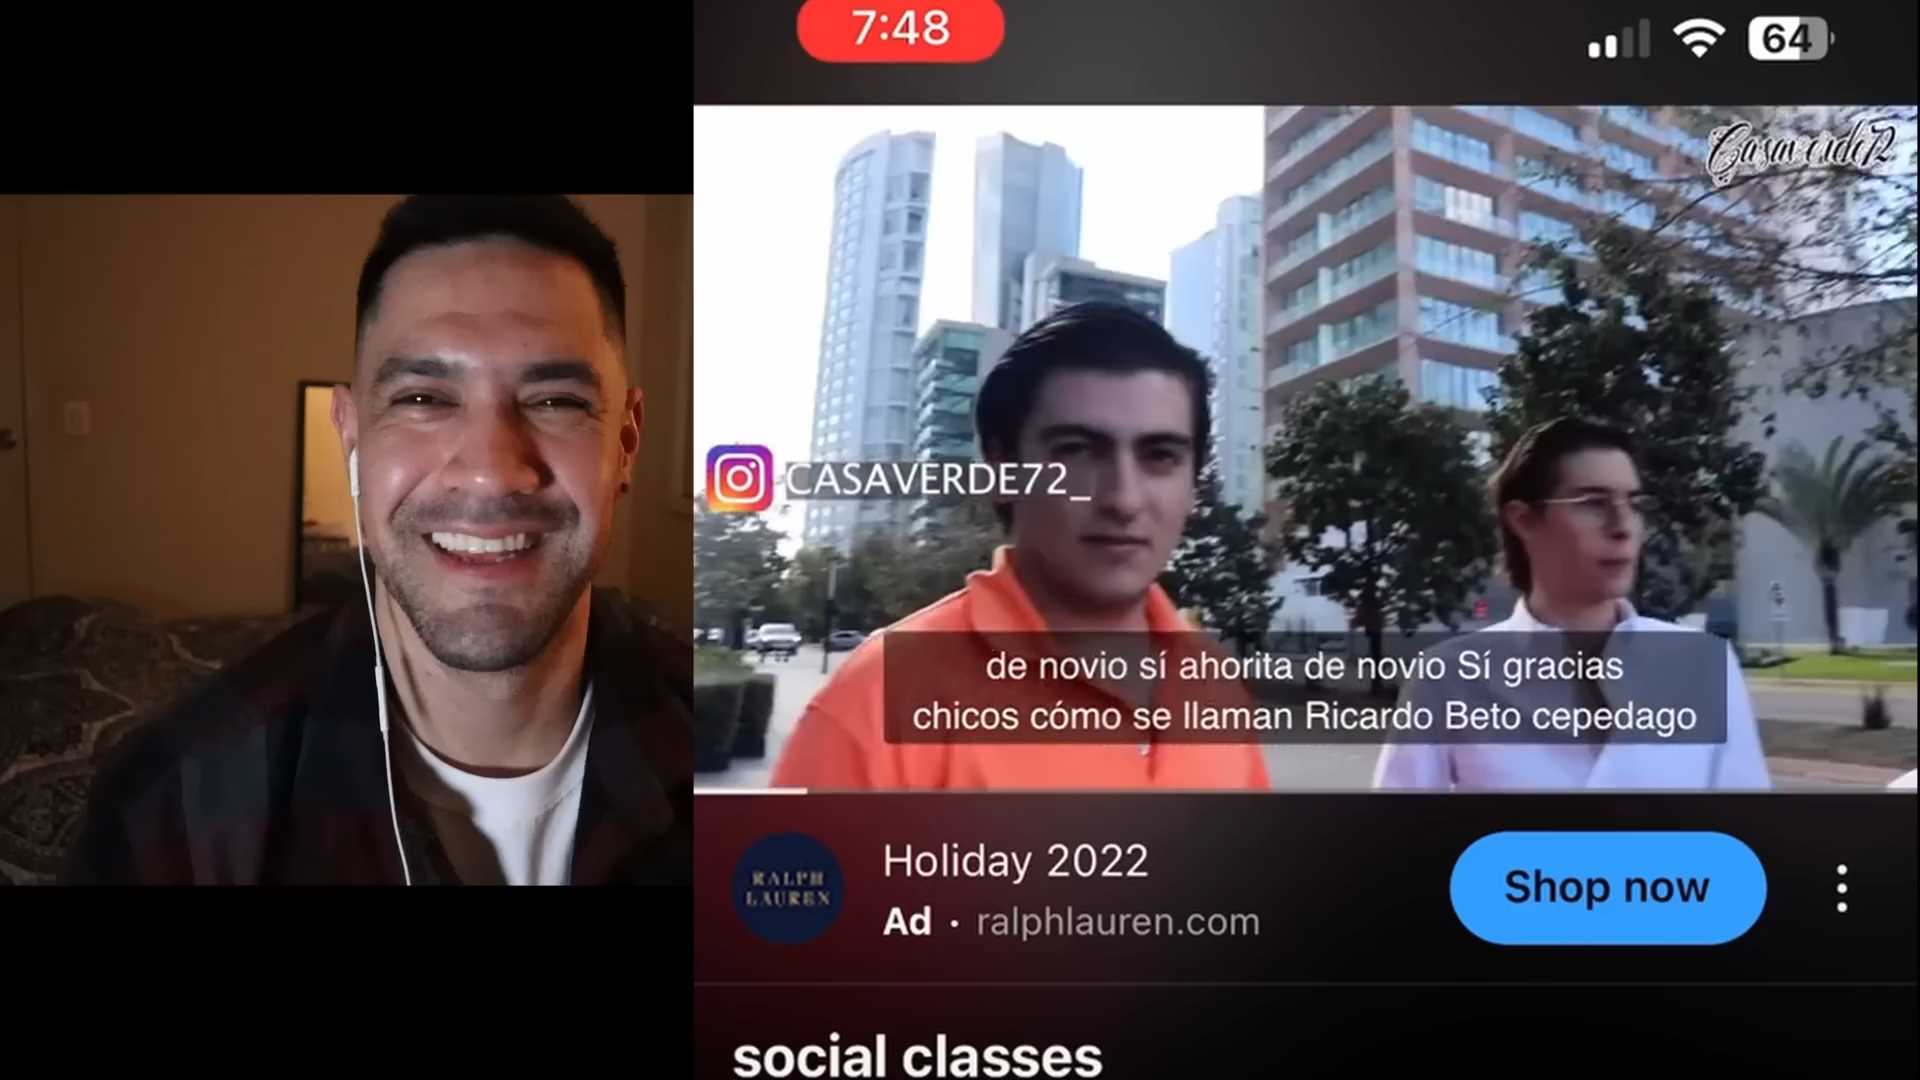 7:48
64
Casaverde72
CASAVERDE72_
de novio sí ahorita de novio Sí gracias
chicos cómo se llaman Ricardo Beto cepedago
RALPH
LAUREN
Holiday 2022
Ad · ralphlauren.com
Shop now
social classes